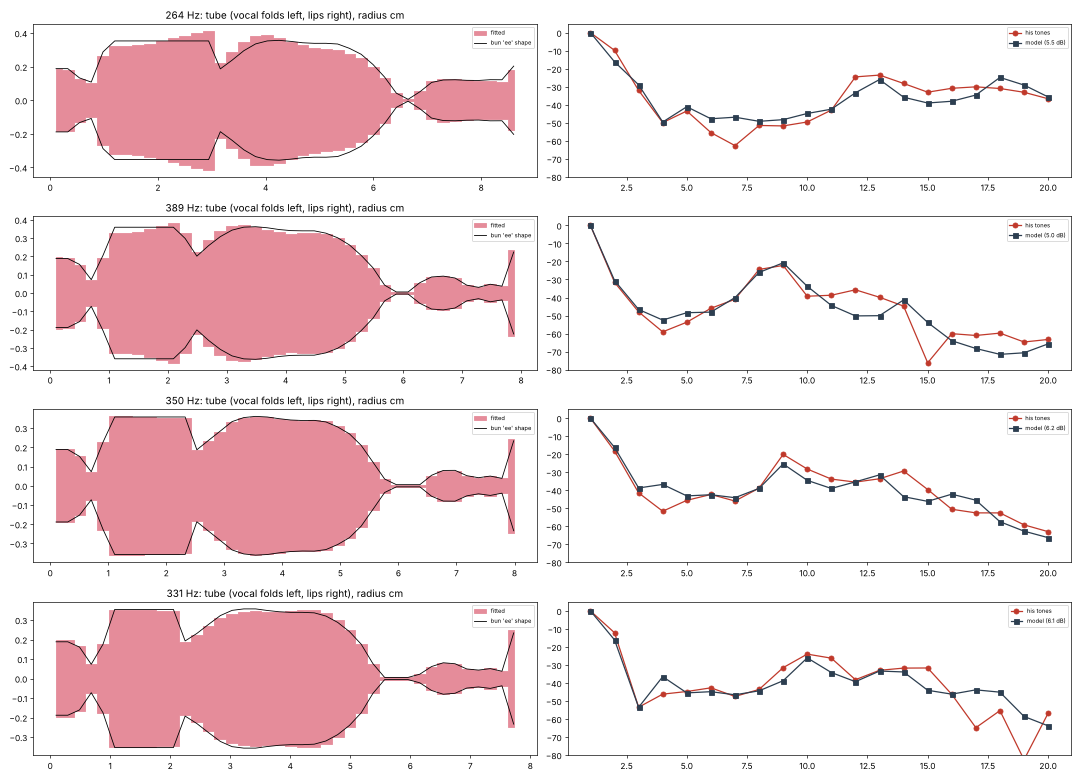 264 Hz: tube (vocal folds left, lips right), radius cm
fitted
bun 'ee' shape
0.4
0.2
0.0
−0.2
−0.4
0 2 4 6 8
his tones
model (5.5 dB)
0
−10
−20
−30
−40
−50
−60
−70
−80
2.5 5.0 7.5 10.0 12.5 15.0 17.5 20.0
389 Hz: tube (vocal folds left, lips right), radius cm
fitted
bun 'ee' shape
0.4
0.3
0.2
0.1
0.0
−0.1
−0.2
−0.3
−0.4
0 1 2 3 4 5 6 7 8
his tones
model (5.0 dB)
0
−10
−20
−30
−40
−50
−60
−70
−80
2.5 5.0 7.5 10.0 12.5 15.0 17.5 20.0
350 Hz: tube (vocal folds left, lips right), radius cm
fitted
bun 'ee' shape
0.3
0.2
0.1
0.0
−0.1
−0.2
−0.3
0 1 2 3 4 5 6 7 8
his tones
model (6.2 dB)
0
−10
−20
−30
−40
−50
−60
−70
−80
2.5 5.0 7.5 10.0 12.5 15.0 17.5 20.0
331 Hz: tube (vocal folds left, lips right), radius cm
fitted
bun 'ee' shape
0.3
0.2
0.1
0.0
−0.1
−0.2
−0.3
0 1 2 3 4 5 6 7 8
his tones
model (6.1 dB)
0
−10
−20
−30
−40
−50
−60
−70
−80
2.5 5.0 7.5 10.0 12.5 15.0 17.5 20.0